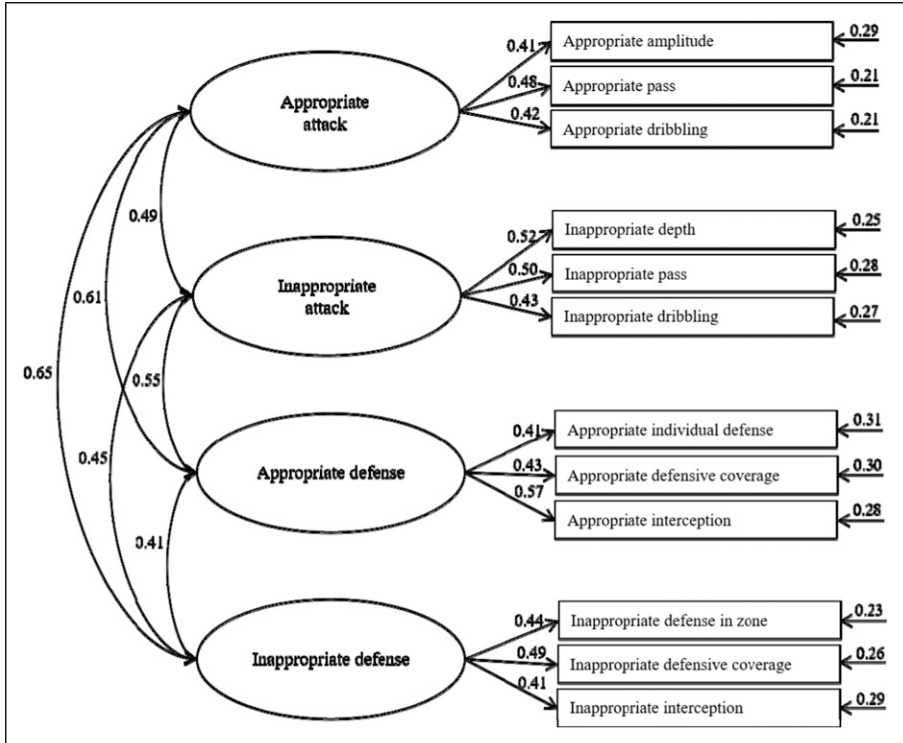 0.41
Appropriate amplitude
0.29
Appropriate
attack
0.48
Appropriate pass
0.21
0.42
Appropriate dribbling
0.21
0.49
0.52
Inappropriate depth
0.25
Inappropriate
attack
0.50
Inappropriate pass
0.28
0.43
Inappropriate dribbling
0.27
0.61
0.65
0.55
0.41
Appropriate individual defense
0.31
Appropriate defense
0.43
Appropriate defensive coverage
0.30
0.45
0.57
Appropriate interception
0.28
0.41
0.44
Inappropriate defense in zone
0.23
Inappropriate defense
0.49
Inappropriate defensive coverage
0.26
0.41
Inappropriate interception
0.29